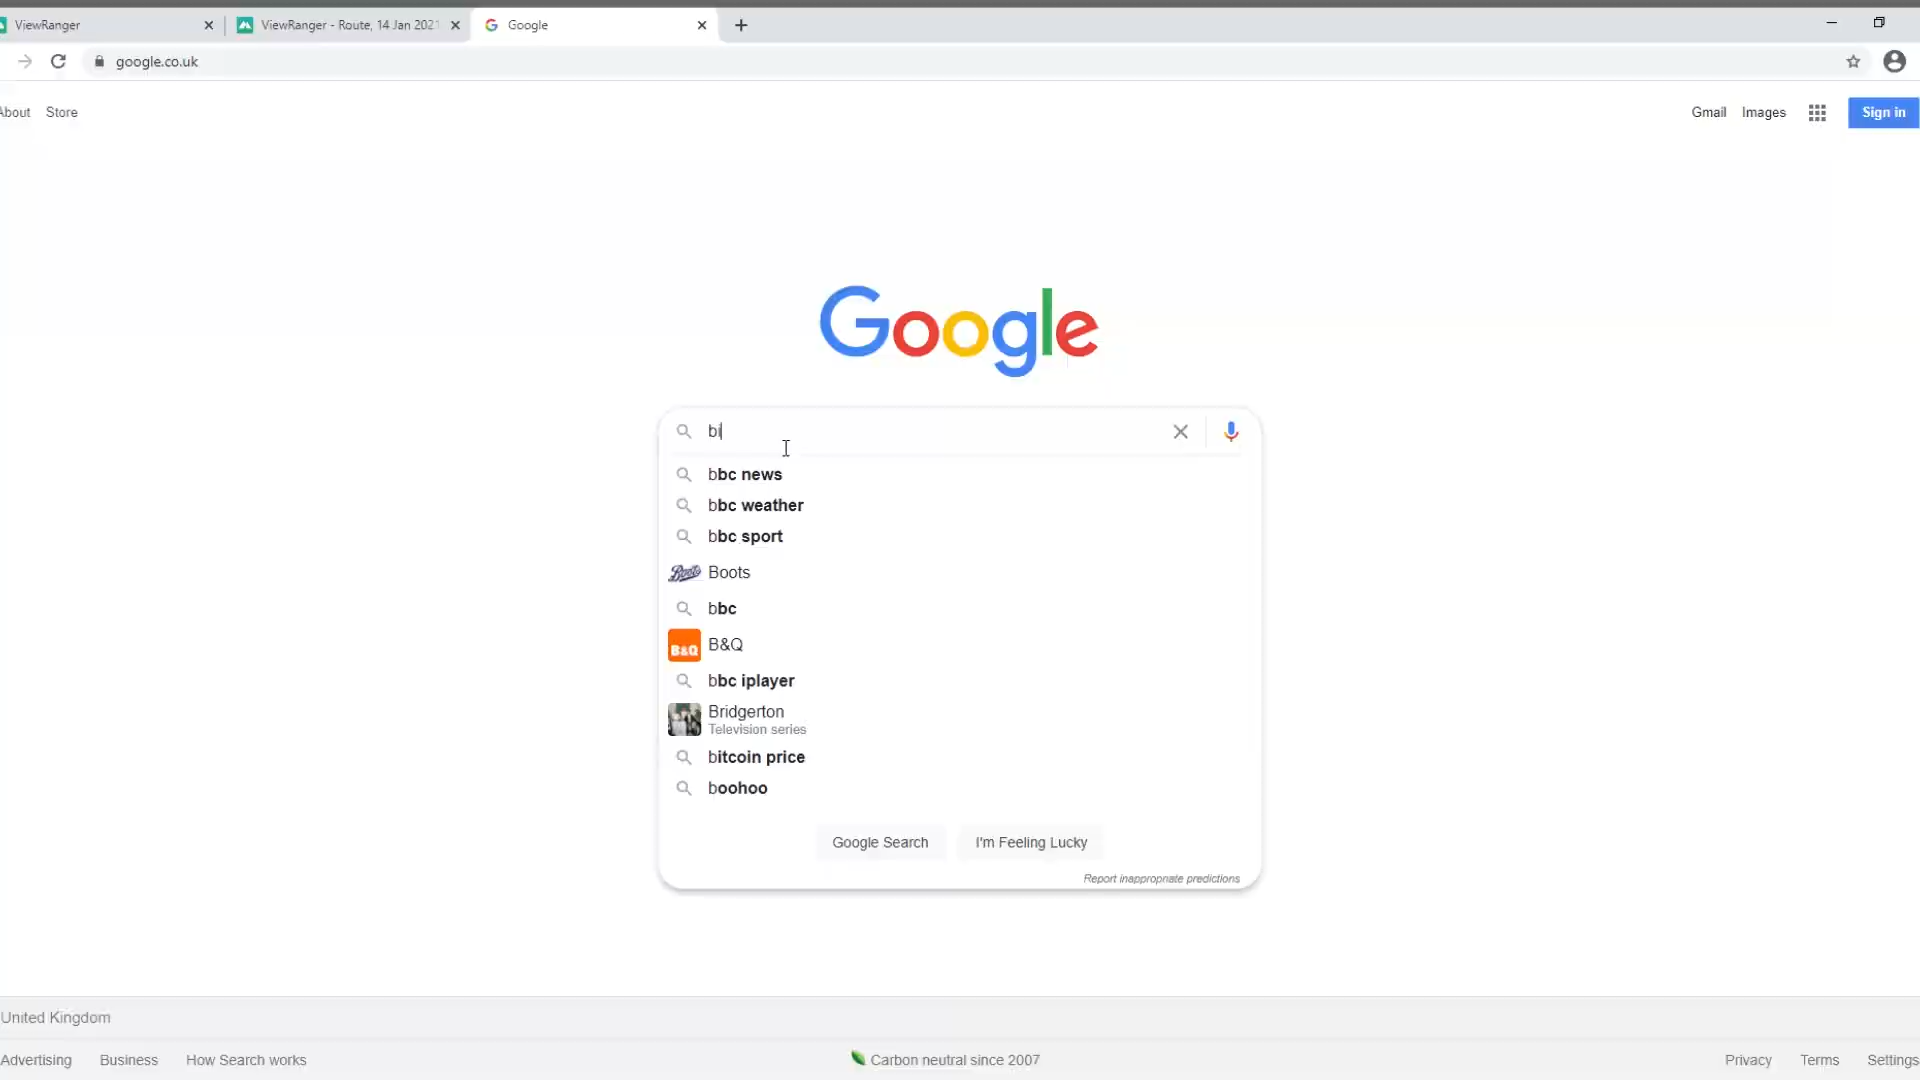 ViewRanger
ViewRanger - Route, 14 Jan 2021
Google
google.co.uk
About Store
Gmail Images Sign in
Google
bi
bbc news
bbc weather
bbc sport
Boots Boots
bbc
B&Q B&Q
bbc iplayer
Bridgerton
Television series
bitcoin price
boohoo
Google Search I'm Feeling Lucky
Report inappropriate predictions
United Kingdom
Advertising Business How Search works
Carbon neutral since 2007
Privacy Terms Settings